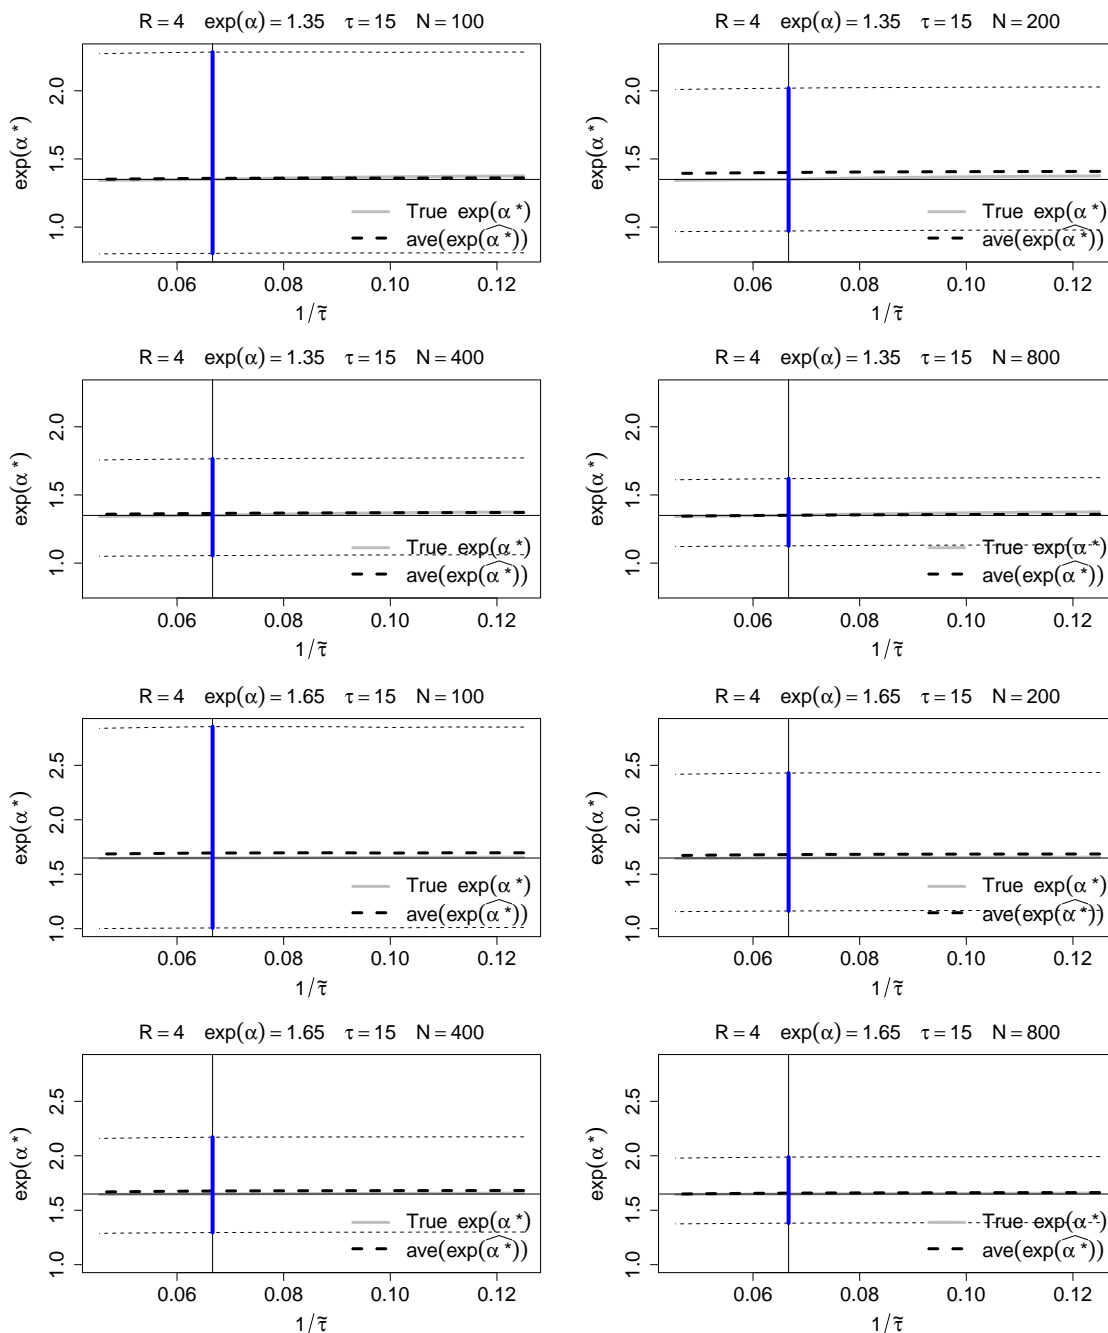 R = 4 exp(α) = 1.35 τ = 15 N = 100
exp(α*)
2.0
1.5
1.0
True exp(α*)
ave(exp(α*^))
0.06 0.08 0.10 0.12
1/τ̃
R = 4 exp(α) = 1.35 τ = 15 N = 200
exp(α*)
2.0
1.5
1.0
True exp(α*)
ave(exp(α*^))
0.06 0.08 0.10 0.12
1/τ̃
R = 4 exp(α) = 1.35 τ = 15 N = 400
exp(α*)
2.0
1.5
1.0
True exp(α*)
ave(exp(α*^))
0.06 0.08 0.10 0.12
1/τ̃
R = 4 exp(α) = 1.35 τ = 15 N = 800
exp(α*)
2.0
1.5
1.0
True exp(α*)
ave(exp(α*^))
0.06 0.08 0.10 0.12
1/τ̃
R = 4 exp(α) = 1.65 τ = 15 N = 100
exp(α*)
2.5
2.0
1.5
1.0
True exp(α*)
ave(exp(α*^))
0.06 0.08 0.10 0.12
1/τ̃
R = 4 exp(α) = 1.65 τ = 15 N = 200
exp(α*)
2.5
2.0
1.5
1.0
True exp(α*)
ave(exp(α*^))
0.06 0.08 0.10 0.12
1/τ̃
R = 4 exp(α) = 1.65 τ = 15 N = 400
exp(α*)
2.5
2.0
1.5
1.0
True exp(α*)
ave(exp(α*^))
0.06 0.08 0.10 0.12
1/τ̃
R = 4 exp(α) = 1.65 τ = 15 N = 800
exp(α*)
2.5
2.0
1.5
1.0
True exp(α*)
ave(exp(α*^))
0.06 0.08 0.10 0.12
1/τ̃